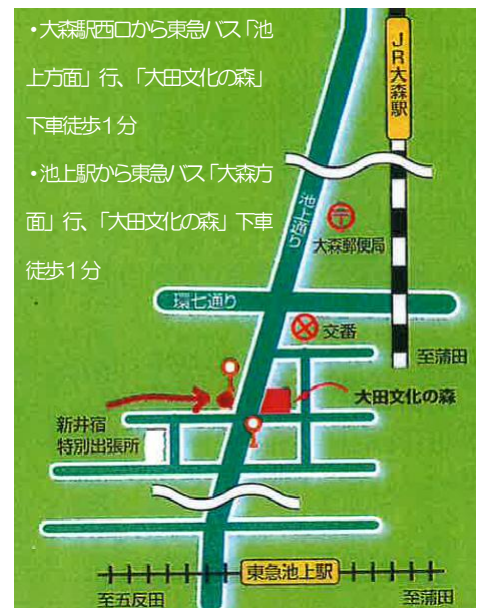 ・大森駅西口から東急バス「池
上方面」行、「大田文化の森」
下車徒歩1分
・池上駅から東急バス「大森方
面」行、「大田文化の森」下車
徒歩1分
JR大森駅
池上通り
大森郵便局
環七通り
交番
至蒲田
大田文化の森
新井宿
特別出張所
東急池上駅
至五反田
至蒲田